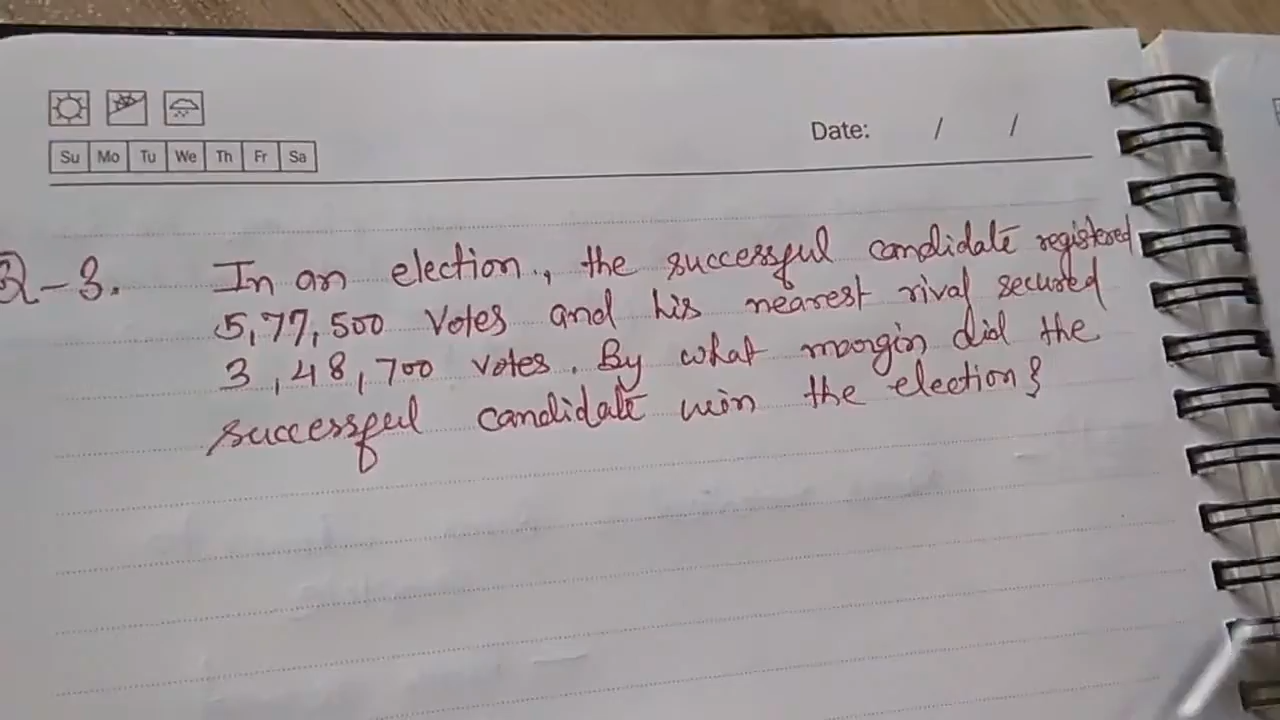 Date: / /
Su Mo Tu We Th Fr Sa
Q-3. In an election, the successful candidate registered
5,77,500 Votes and his nearest rival secured
3,48,700 votes. By what margin did the
successful candidate win the election?